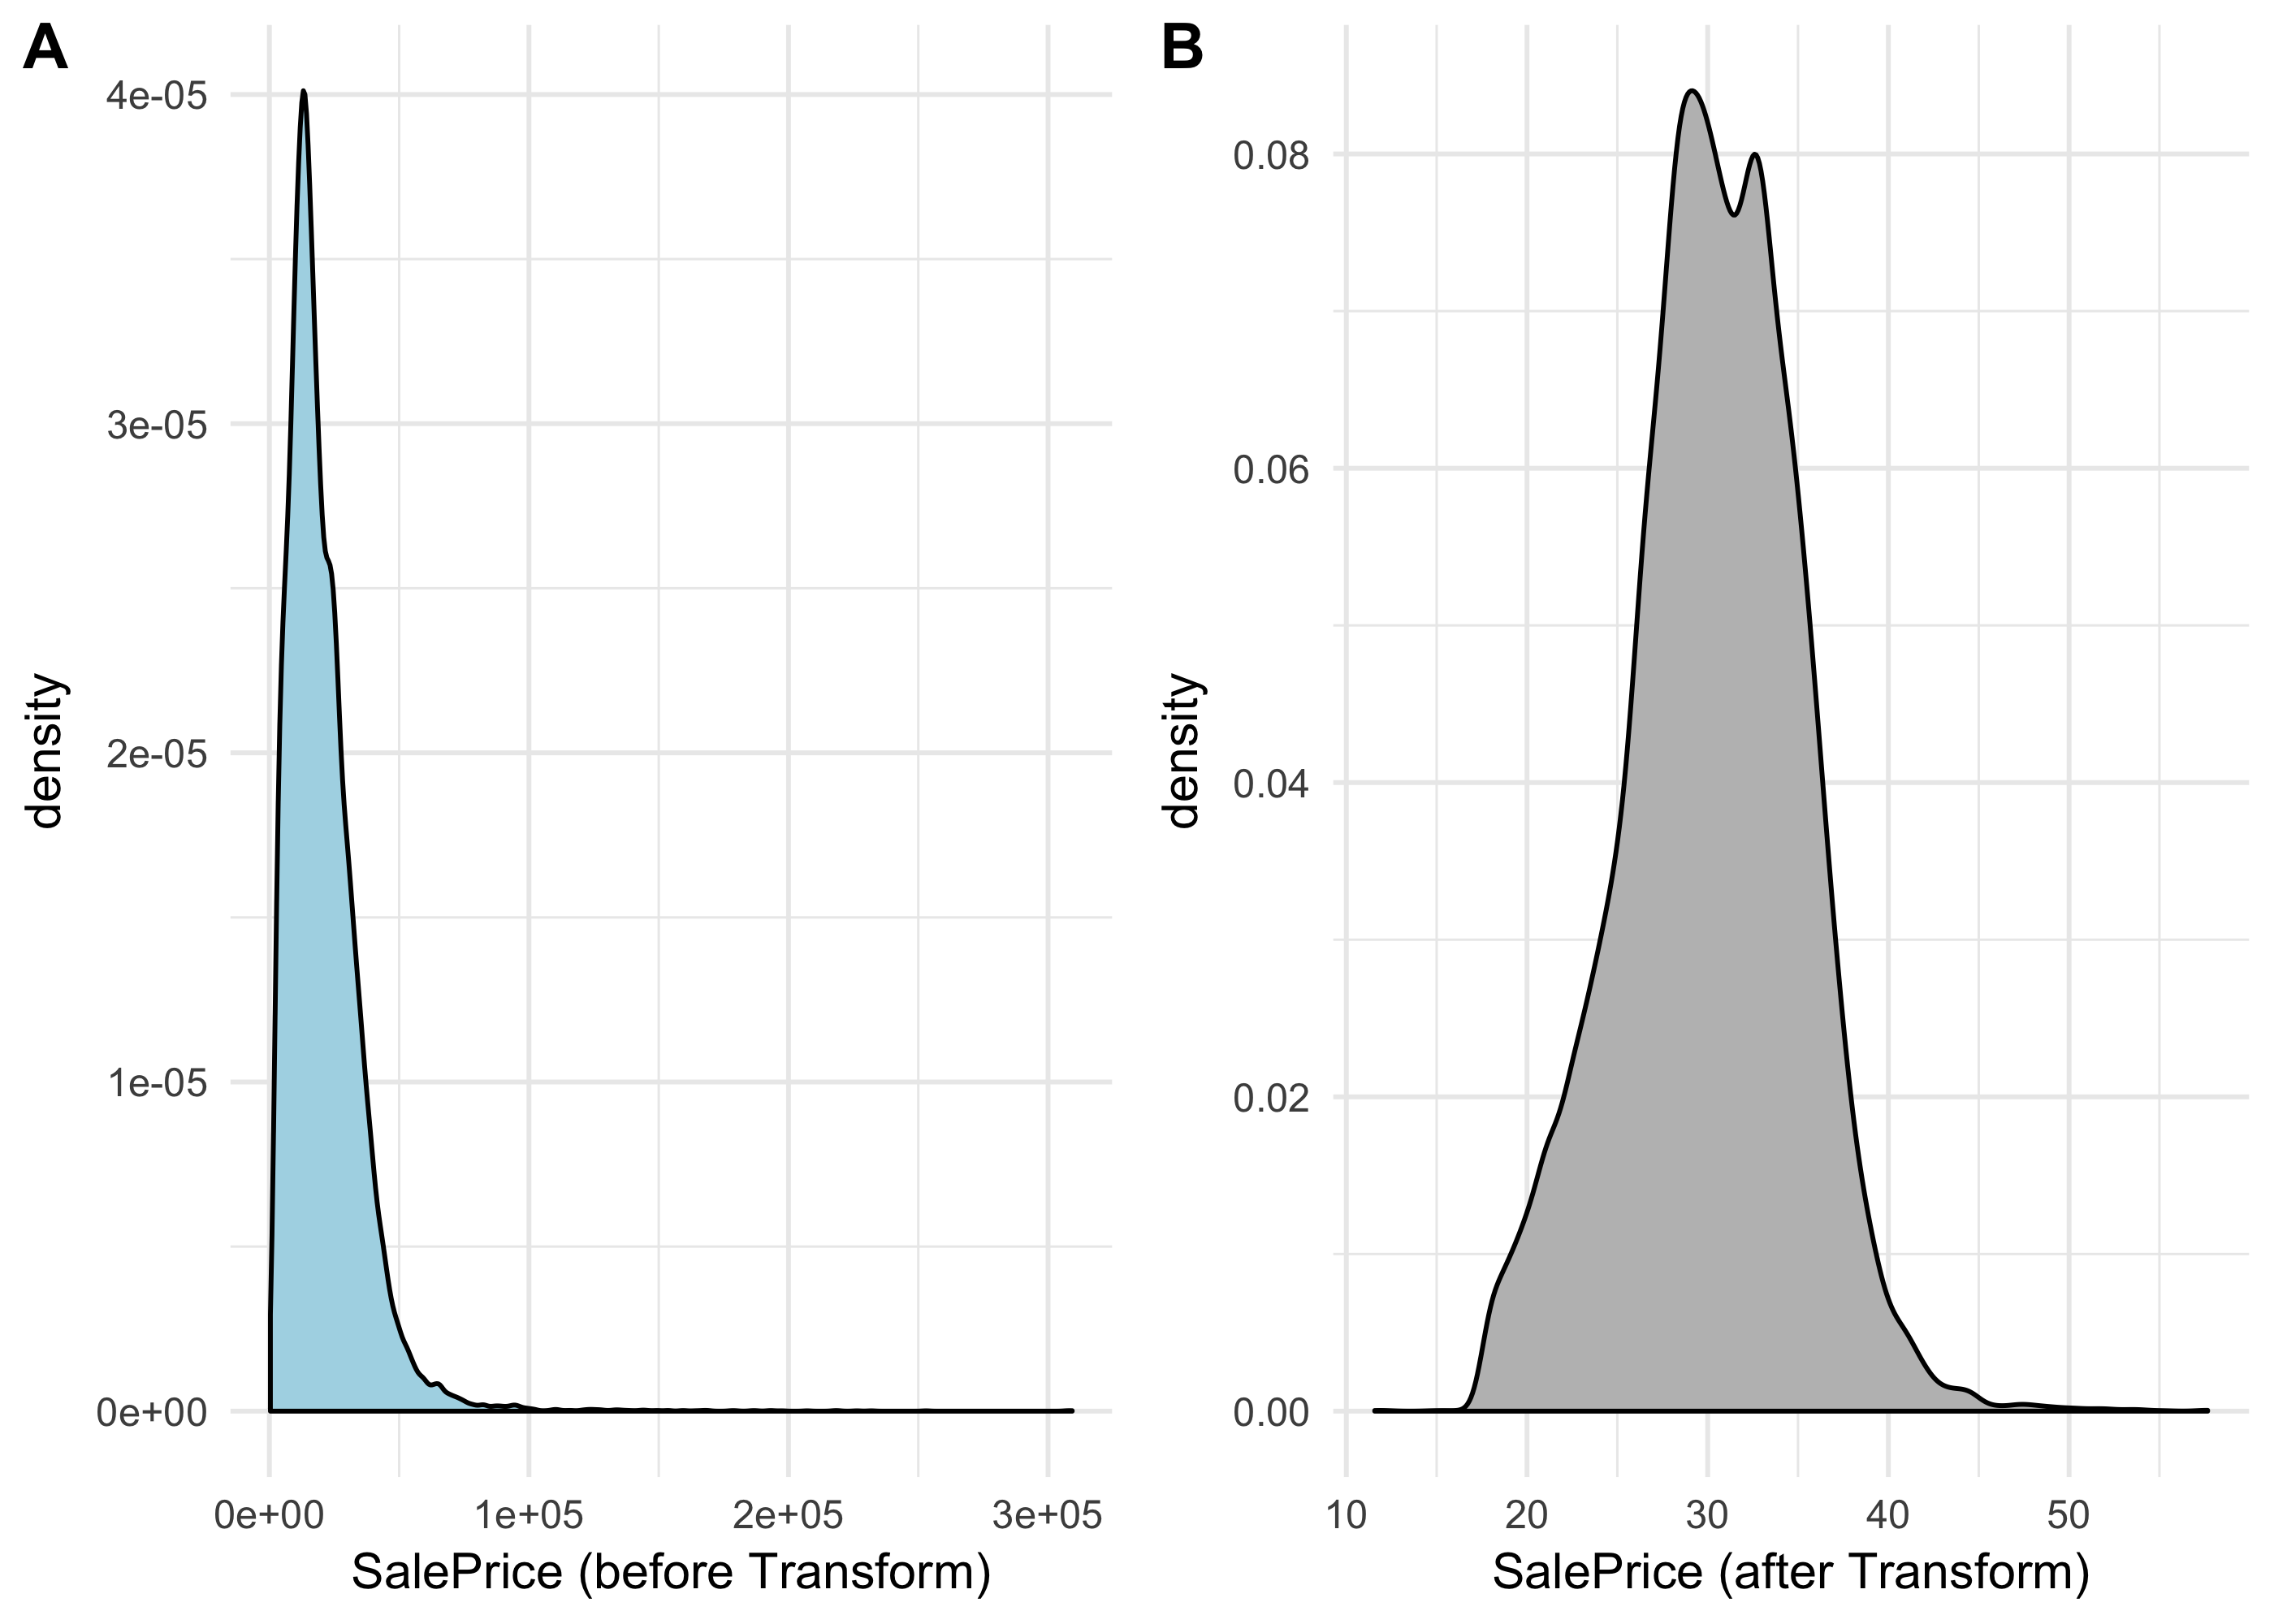 A
4e-05
3e-05
2e-05
1e-05
0e+00
density
0e+00 1e+05 2e+05 3e+05
SalePrice (before Transform)
B
0.08
0.06
0.04
0.02
0.00
density
10 20 30 40 50
SalePrice (after Transform)